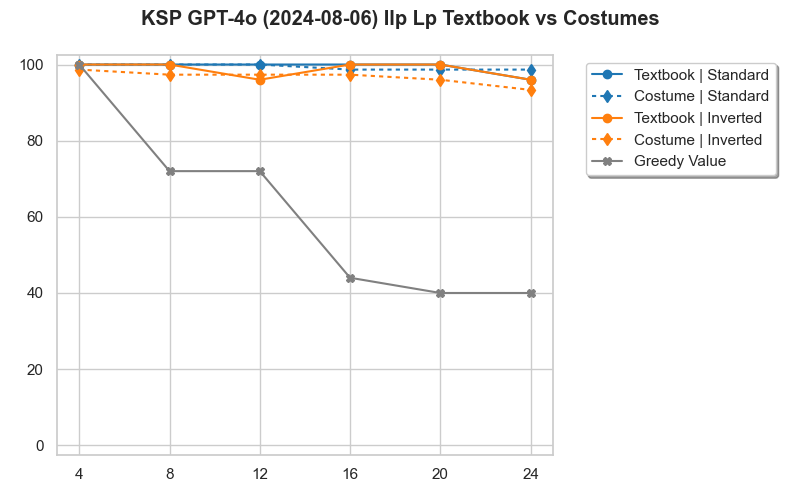 KSP GPT-4o (2024-08-06) Ilp Lp Textbook vs Costumes
100
80
60
40
20
0
4 8 12 16 20 24
Textbook | Standard
Costume | Standard
Textbook | Inverted
Costume | Inverted
Greedy Value